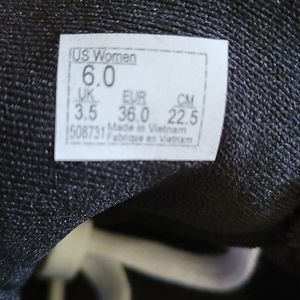 US Women
6.0
UK EUR CM
3.5 36.0 22.5
508731 Made in Vietnam
Fabriqué en Vietnam